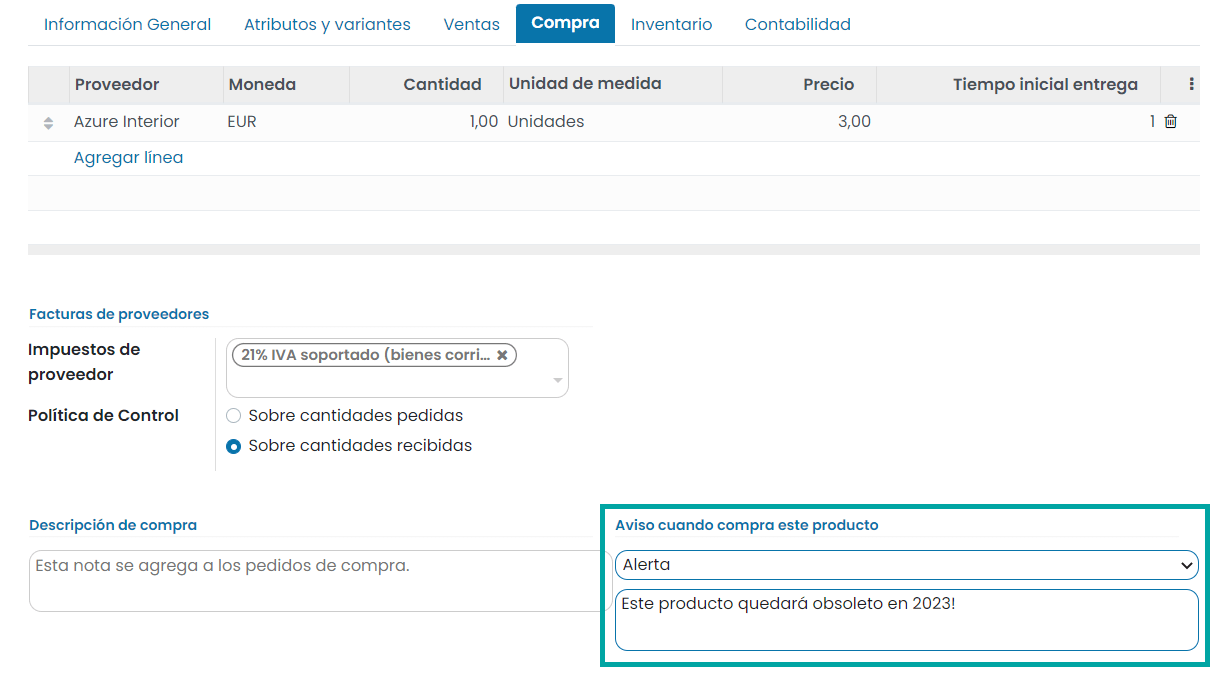 Información General Atributos y variantes Ventas Compra Inventario Contabilidad
Proveedor Moneda Cantidad Unidad de medida Precio Tiempo inicial entrega
Azure Interior EUR 1,00 Unidades 3,00 1
Agregar línea
Facturas de proveedores
Impuestos de
proveedor
21% IVA soportado (bienes corri...
Política de Control
Sobre cantidades pedidas
Sobre cantidades recibidas
Descripción de compra
Esta nota se agrega a los pedidos de compra.
Aviso cuando compra este producto
Alerta
Este producto quedará obsoleto en 2023!